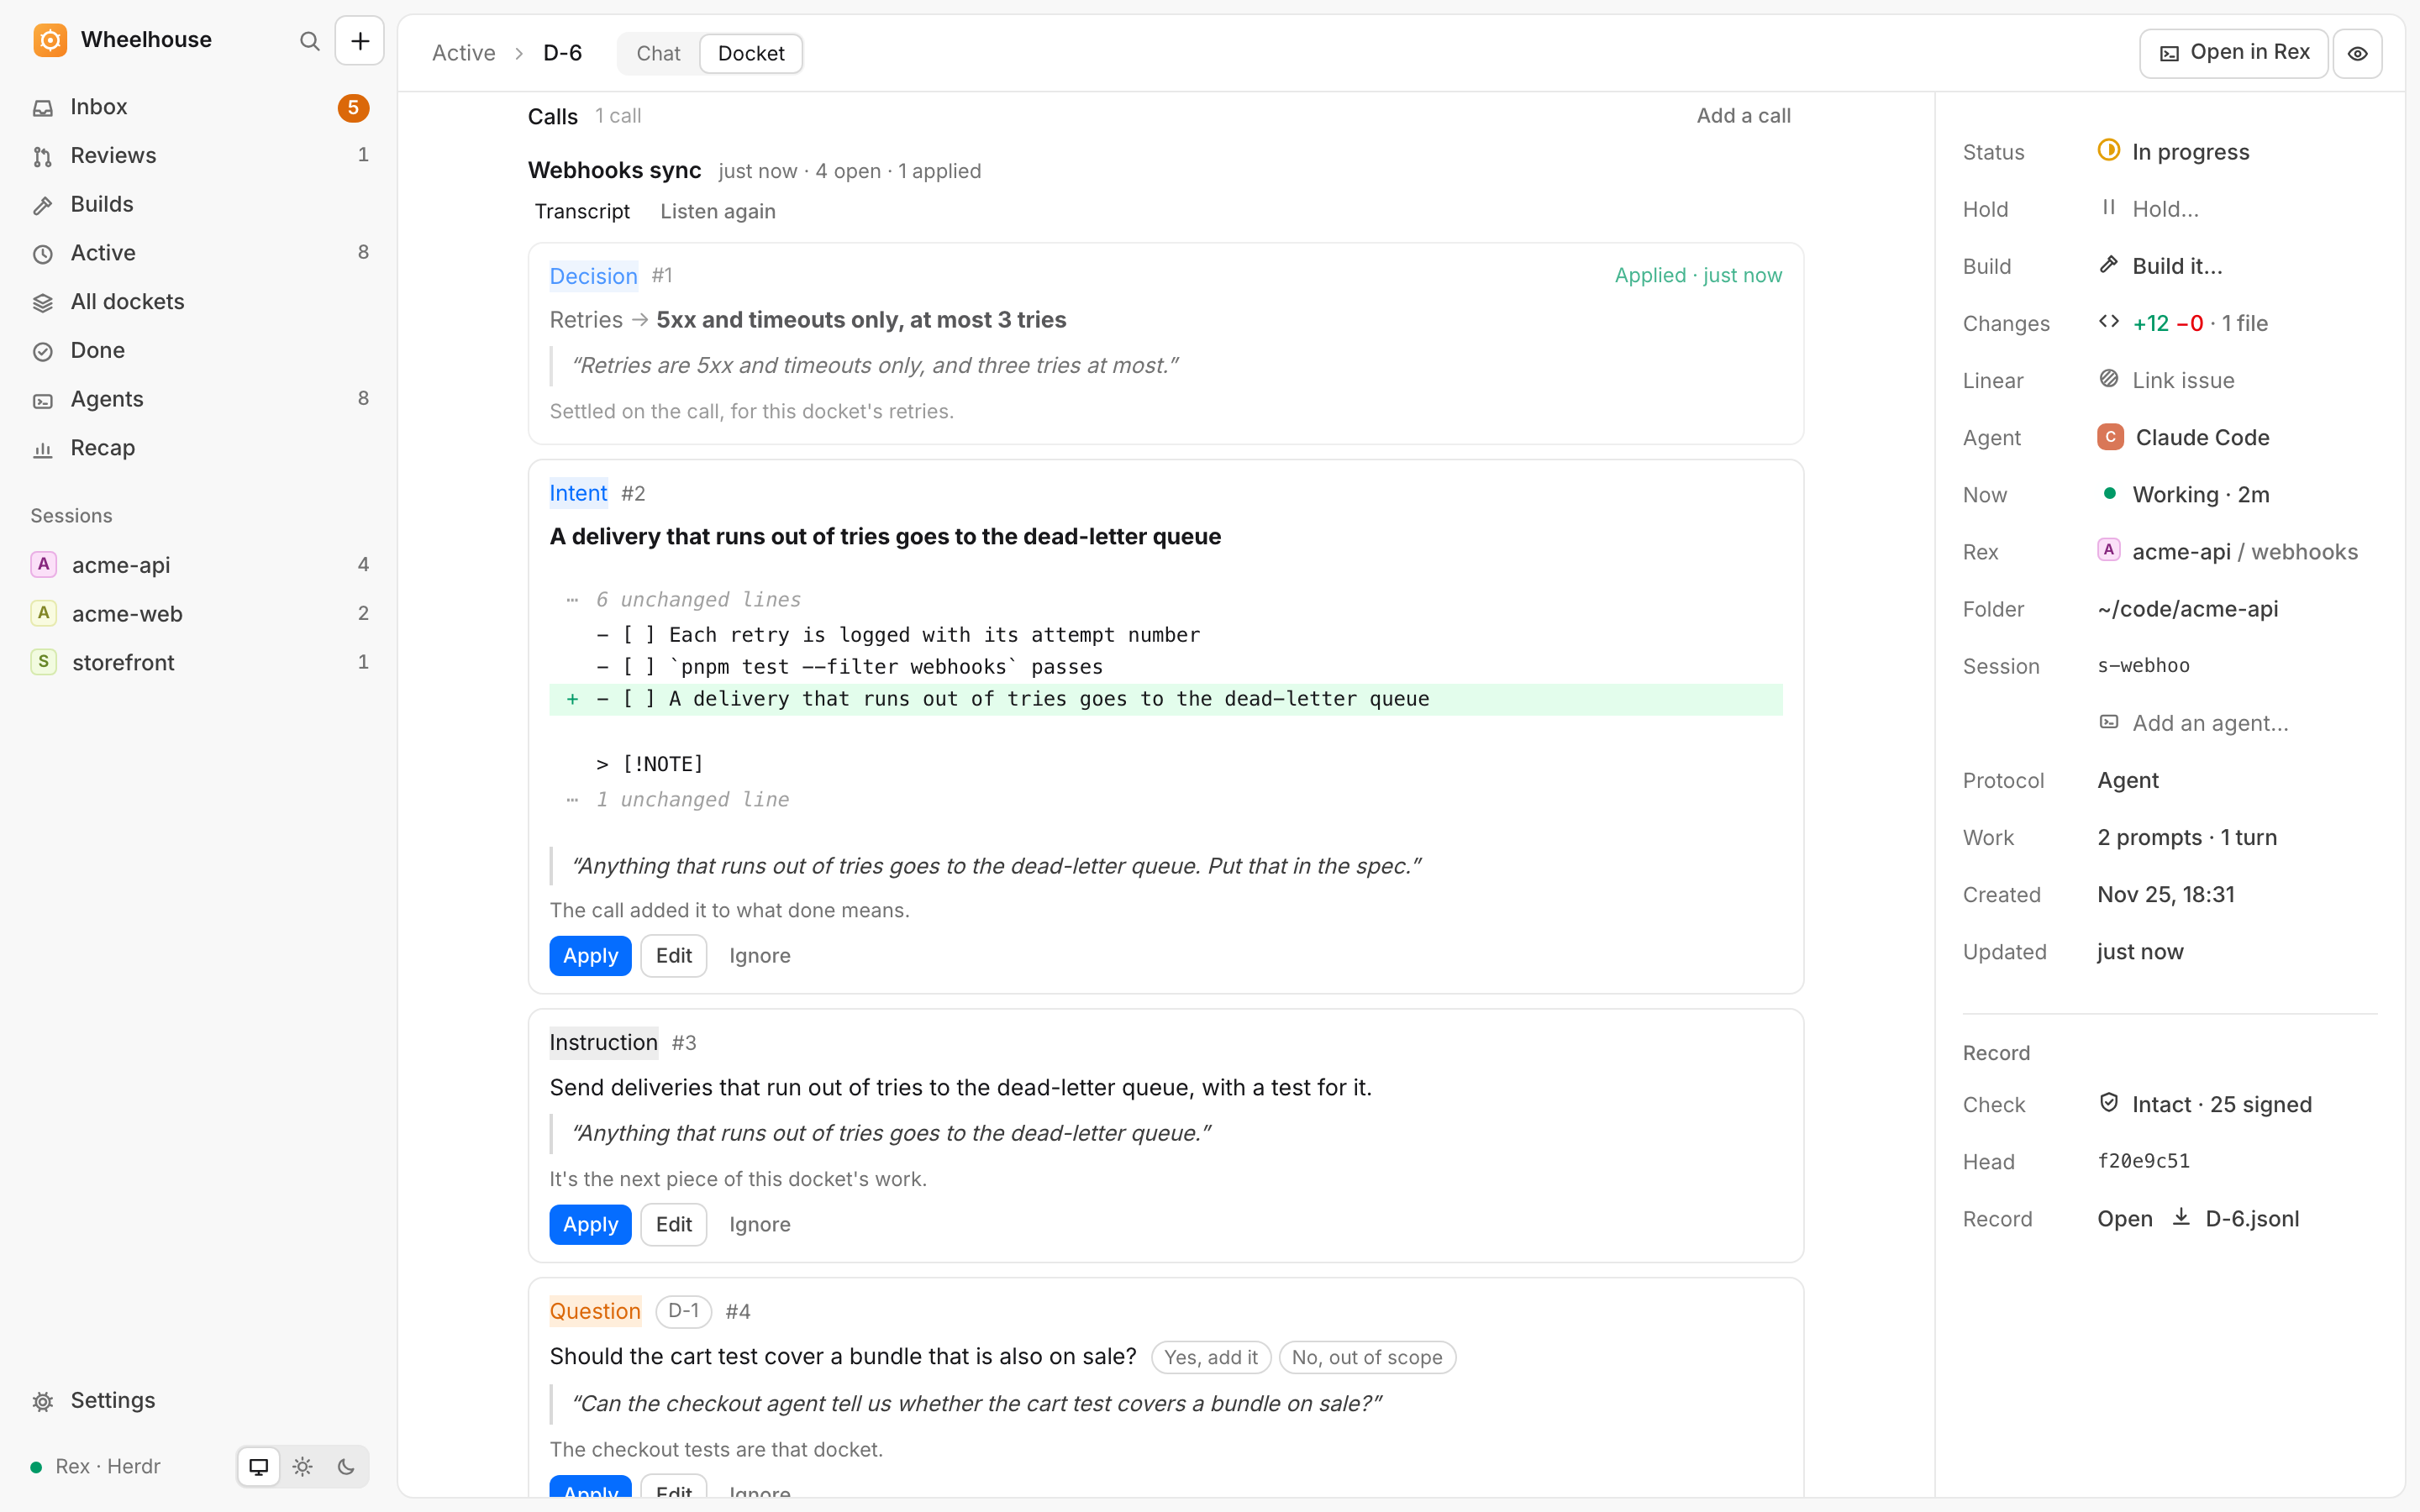 Wheelhouse
Inbox 5
Reviews 1
Builds
Active 8
All dockets
Done
Agents 8
Recap
Sessions
A acme-api 4
A acme-web 2
S storefront 1
Settings
Rex · Herdr
Active › D-6 Chat Docket
Open in Rex
Calls 1 call Add a call
Webhooks sync just now · 4 open · 1 applied
Transcript Listen again
Decision #1 Applied · just now
Retries → 5xx and timeouts only, at most 3 tries
“Retries are 5xx and timeouts only, and three tries at most.”
Settled on the call, for this docket's retries.
Intent #2
A delivery that runs out of tries goes to the dead-letter queue
⋯ 6 unchanged lines
- [ ] Each retry is logged with its attempt number
- [ ] `pnpm test --filter webhooks` passes
+ - [ ] A delivery that runs out of tries goes to the dead-letter queue
> [!NOTE]
⋯ 1 unchanged line
“Anything that runs out of tries goes to the dead-letter queue. Put that in the spec.”
The call added it to what done means.
Apply Edit Ignore
Instruction #3
Send deliveries that run out of tries to the dead-letter queue, with a test for it.
“Anything that runs out of tries goes to the dead-letter queue.”
It's the next piece of this docket's work.
Apply Edit Ignore
Question D-1 #4
Should the cart test cover a bundle that is also on sale? Yes, add it No, out of scope
“Can the checkout agent tell us whether the cart test covers a bundle on sale?”
The checkout tests are that docket.
Apply Edit Ignore
Status In progress
Hold Hold...
Build Build it...
Changes +12 −0 · 1 file
Linear Link issue
Agent C Claude Code
Now Working · 2m
Rex A acme-api / webhooks
Folder ~/code/acme-api
Session s-webhoo
Add an agent...
Protocol Agent
Work 2 prompts · 1 turn
Created Nov 25, 18:31
Updated just now
Record
Check Intact · 25 signed
Head f20e9c51
Record Open D-6.jsonl